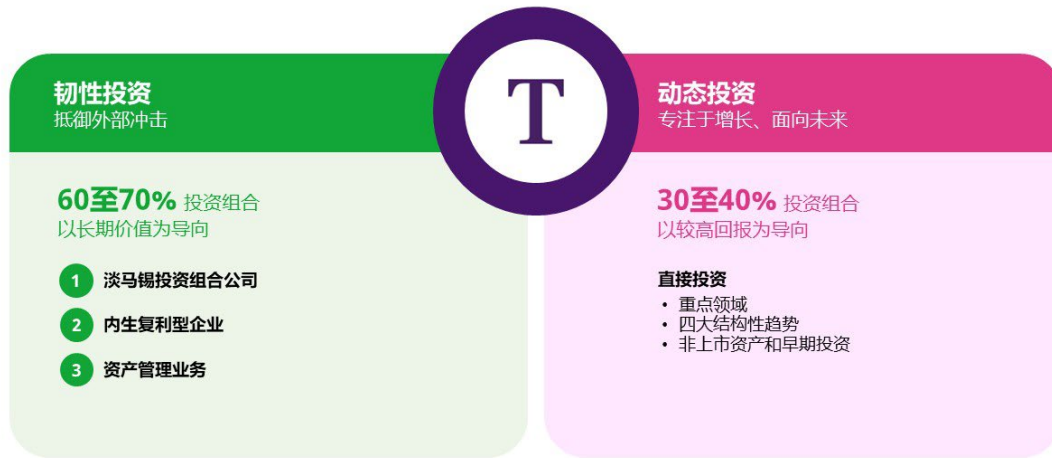 韧性投资
抵御外部冲击
60至70% 投资组合
以长期价值为导向
1 淡马锡投资组合公司
2 内生复利型企业
3 资产管理业务
T
动态投资
专注于增长、面向未来
30至40% 投资组合
以较高回报为导向
直接投资
• 重点领域
• 四大结构性趋势
• 非上市资产和早期投资